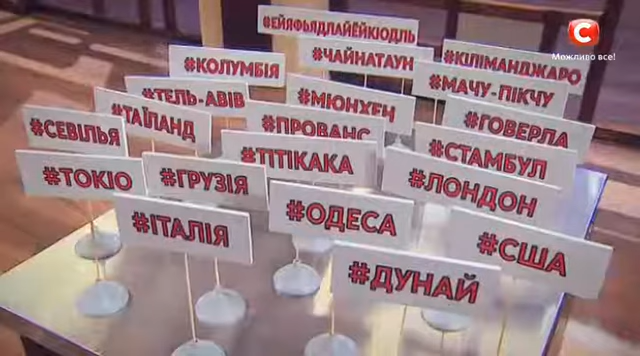 #ЕЙЯФЬЯДЛАЙЁКЮДЛЬ
С
Можливо все!
#ЧАЙНАТАУН
#КІЛІМАНДЖАРО
#КОЛУМБІЯ
#МАЧУ-ПІКЧУ
#ТЕЛЬ-АВІВ
#МЮНХЕН
#ГОВЕРЛА
#ТАЇЛАНД
#ПРОВАНС
#СЕВІЛЬЯ
#СТАМБУЛ
#ТІТІКАКА
#ТОКІО
#ГРУЗІЯ
#ЛОНДОН
#ОДЕСА
#ІТАЛІЯ
#США
#ДУНАЙ